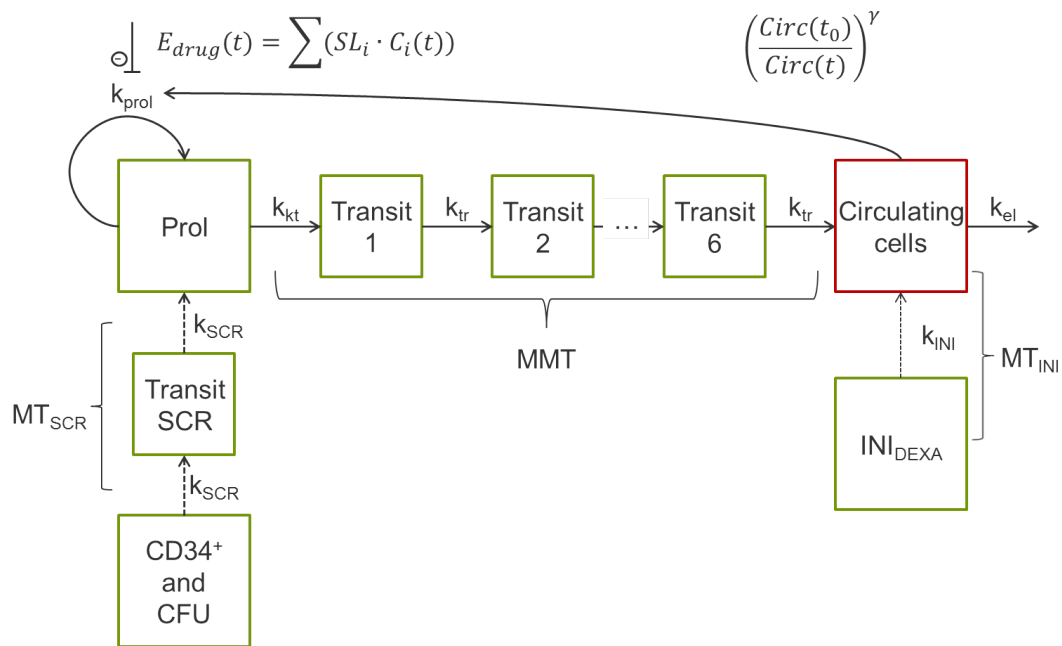 ⊖ E_drug(t) = ∑(SL_i · C_i(t))
(Circ(t_0)/Circ(t))^γ
k_prol
Prol
k_kt
Transit
1
k_tr
Transit
2
...
Transit
6
k_tr
Circulating
cells
k_el
k_SCR
MMT
k_INI
MT_INI
MT_SCR
Transit
SCR
INI_DEXA
k_SCR
CD34⁺
and
CFU